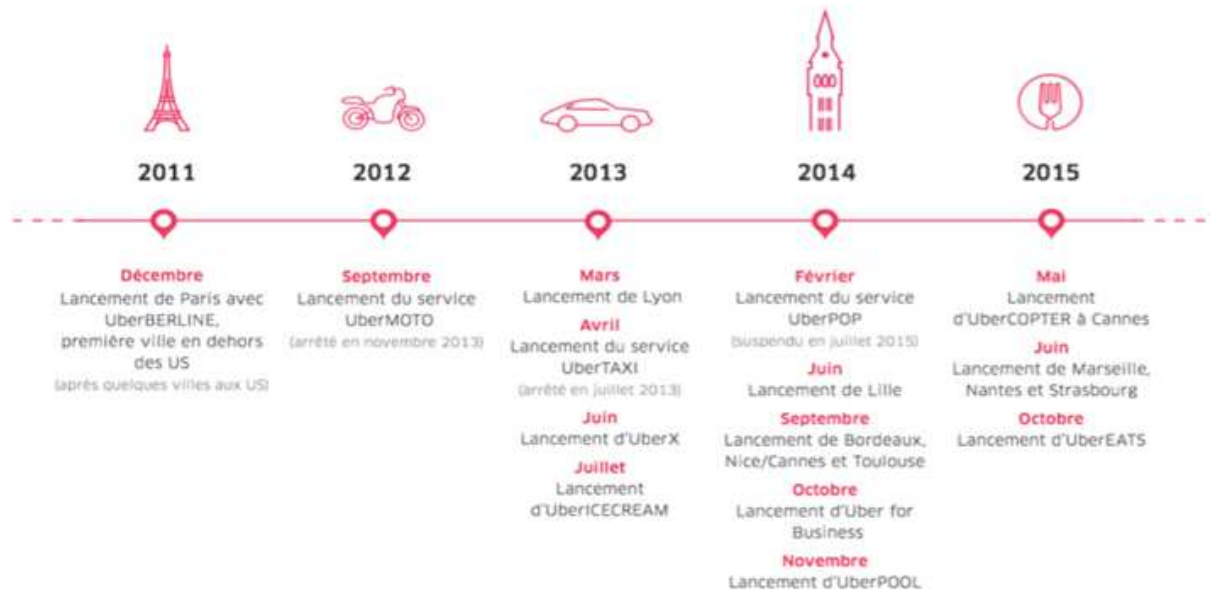 2011
Décembre
Lancement de Paris avec
UberBERLINE,
première ville en dehors
des US
(après quelques villes aux US)
2012
Septembre
Lancement du service
UberMOTO
(arrêté en novembre 2013)
2013
Mars
Lancement de Lyon
Avril
Lancement du service
UberTAXI
(arrêté en juillet 2013)
Juin
Lancement d'UberX
Juillet
Lancement
d'UberICECREAM
2014
Février
Lancement du service
UberPOP
(suspendu en juillet 2015)
Juin
Lancement de Lille
Septembre
Lancement de Bordeaux,
Nice/Cannes et Toulouse
Octobre
Lancement d'Uber for
Business
Novembre
Lancement d'UberPOOL
2015
Mai
Lancement
d'UberCOPTER à Cannes
Juin
Lancement de Marseille,
Nantes et Strasbourg
Octobre
Lancement d'UberEATS